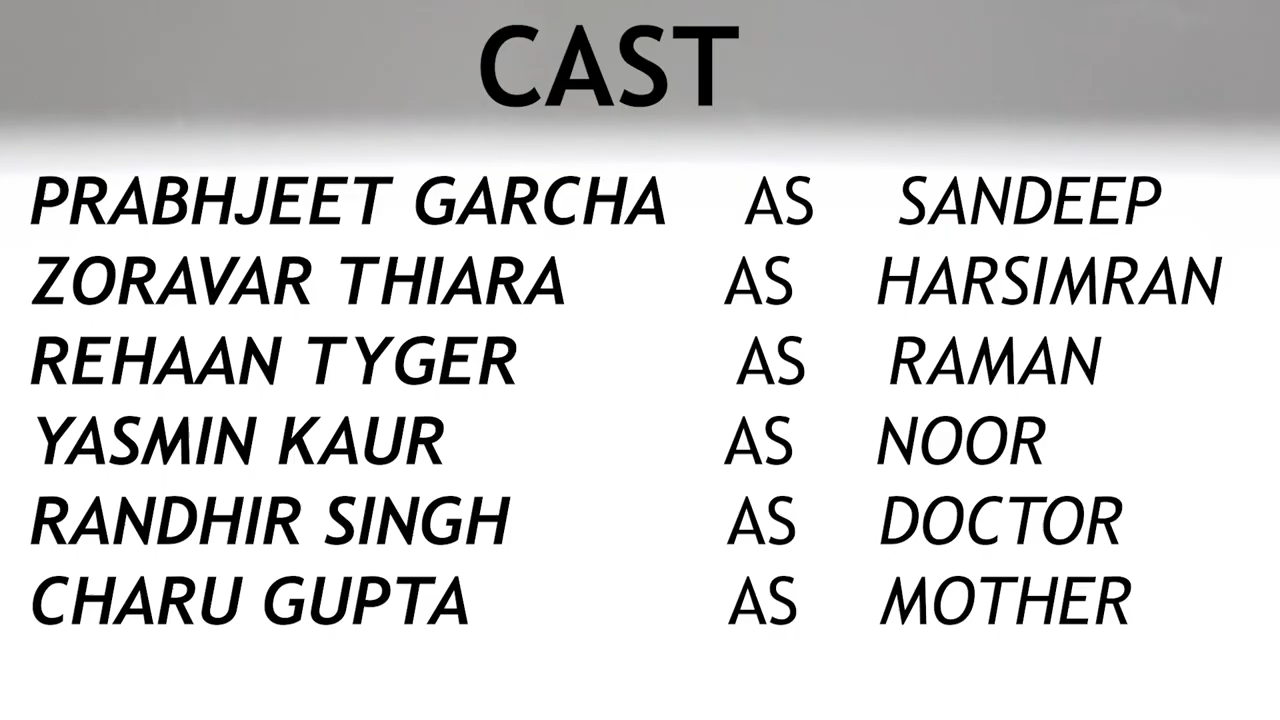 CAST
PRABHJEET GARCHA AS SANDEEP
ZORAVAR THIARA AS HARSIMRAN
REHAAN TYGER AS RAMAN
YASMIN KAUR AS NOOR
RANDHIR SINGH AS DOCTOR
CHARU GUPTA AS MOTHER